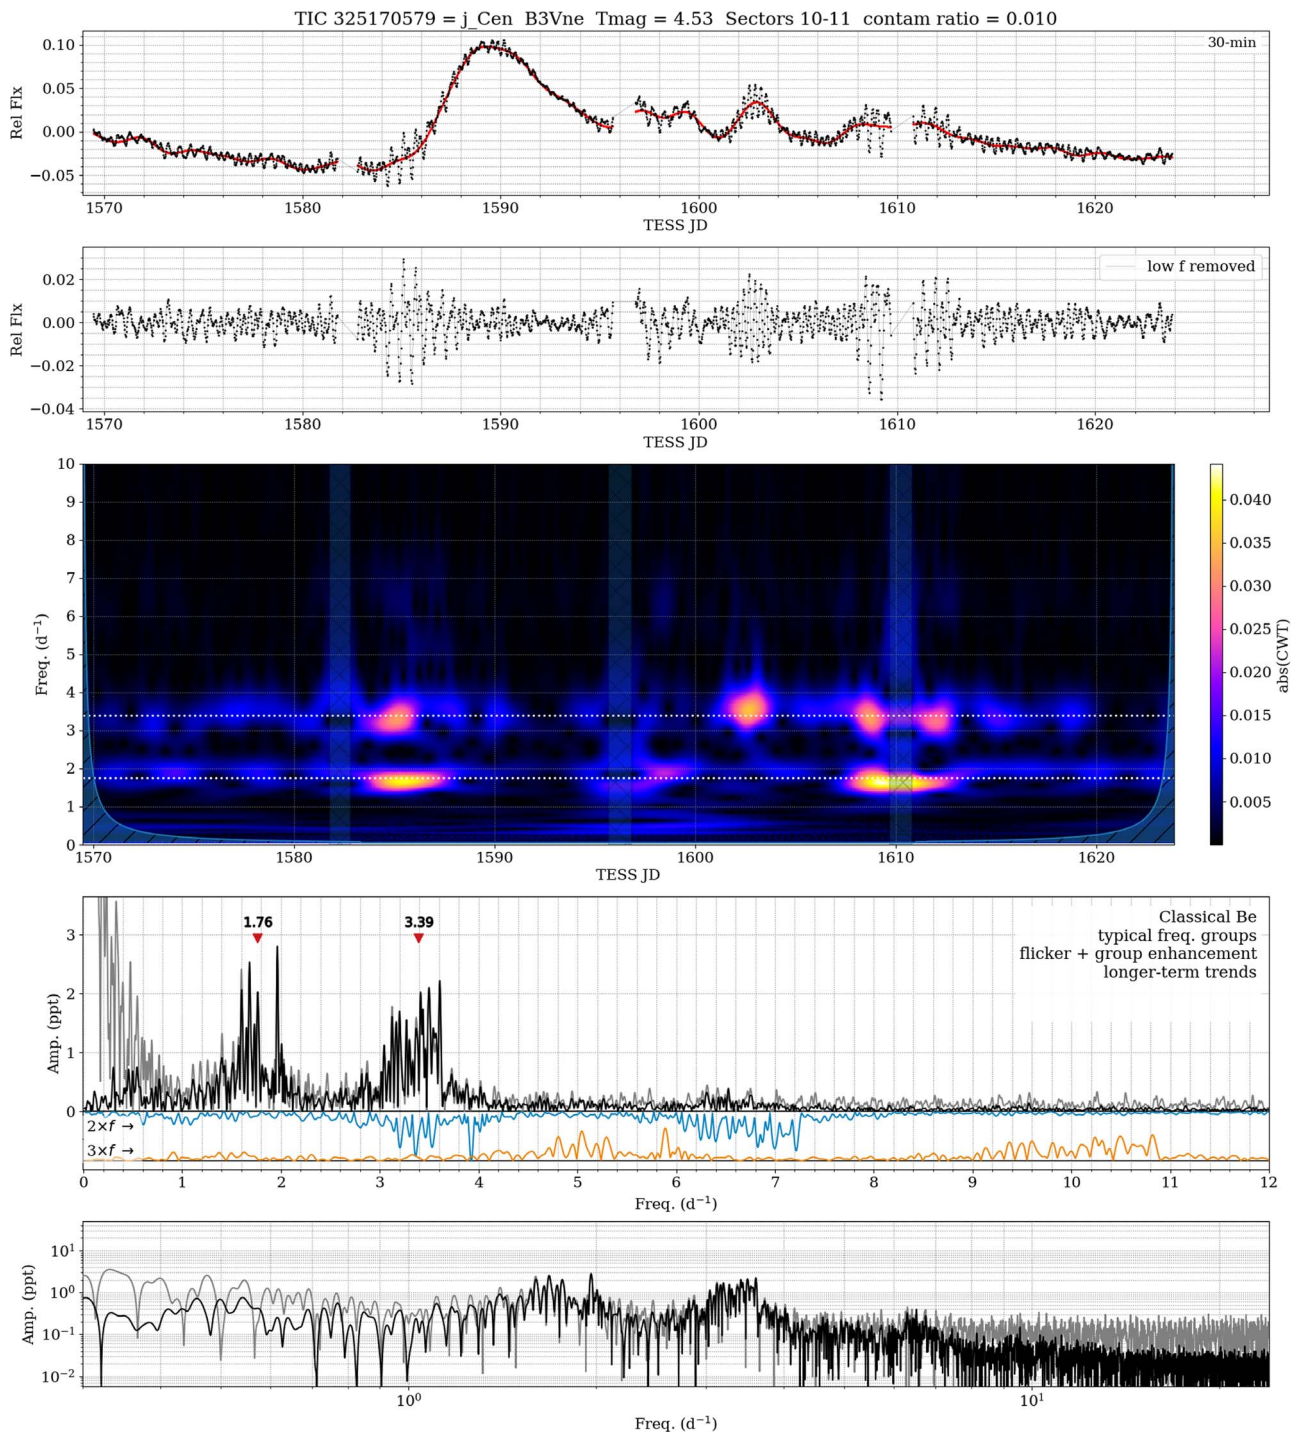 TIC 325170579 = j_Cen  B3Vne  Tmag = 4.53  Sectors 10-11  contam ratio = 0.010
30-min
Rel Flx
0.10
0.05
0.00
−0.05
1570 1580 1590 1600 1610 1620
TESS JD
low f removed
Rel Flx
0.02
0.00
−0.02
−0.04
1570 1580 1590 1600 1610 1620
TESS JD
Freq. (d⁻¹)
10
9
8
7
6
5
4
3
2
1
0
1570 1580 1590 1600 1610 1620
TESS JD
0.040
0.035
0.030
0.025
0.020
0.015
0.010
0.005
abs(CWT)
1.76 3.39
Classical Be
typical freq. groups
flicker + group enhancement
longer-term trends
Amp. (ppt)
3
2
1
0
2×f →
3×f →
0 1 2 3 4 5 6 7 8 9 10 11 12
Freq. (d⁻¹)
Amp. (ppt)
10¹
10⁰
10⁻¹
10⁻²
10⁰ 10¹
Freq. (d⁻¹)